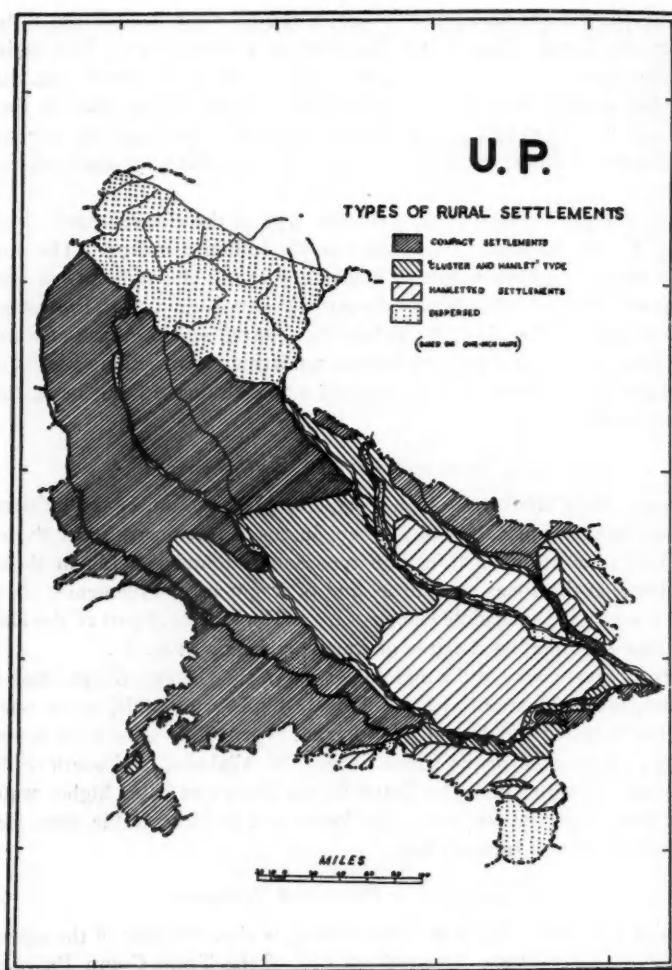 U.P.
TYPES OF RURAL SETTLEMENTS
COMPACT SETTLEMENTS
"CLUSTER AND HAMLET" TYPE
HAMLETTED SETTLEMENTS
DISPERSED
(BASED ON ONE-INCH MAPS)
MILES